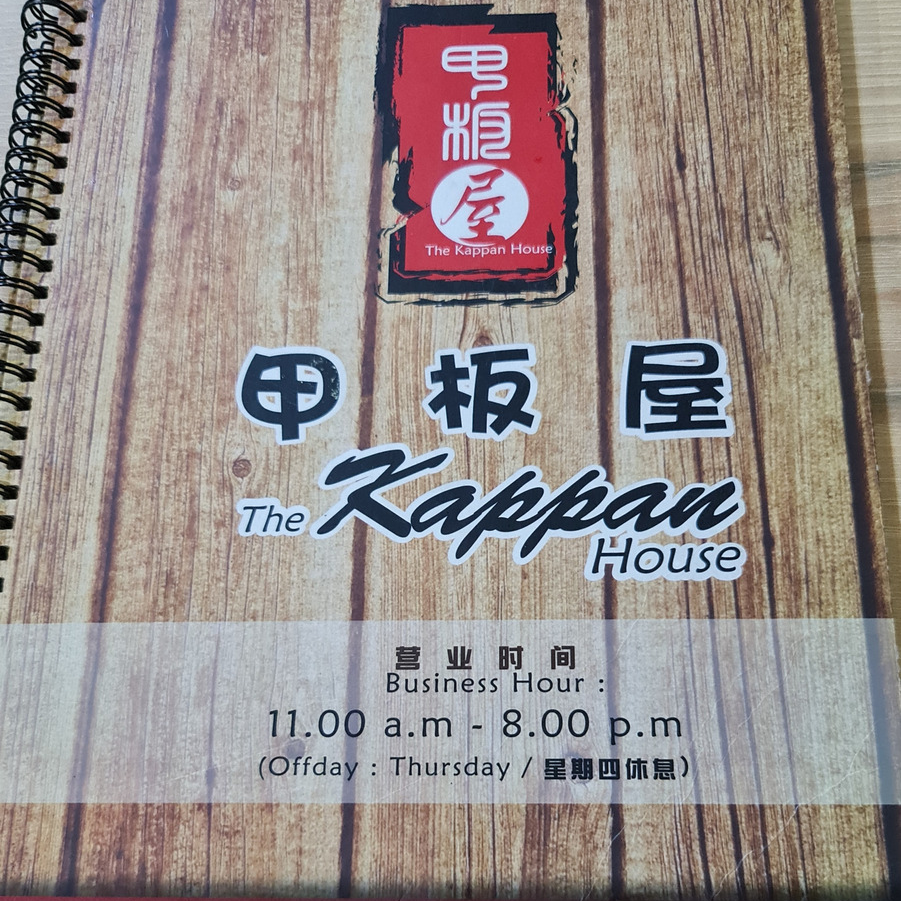 甲板屋
The Kappan House
甲板屋
The Kappan
House
营业时间
Business Hour :
11.00 a.m - 8.00 p.m
(Offday : Thursday / 星期四休息)